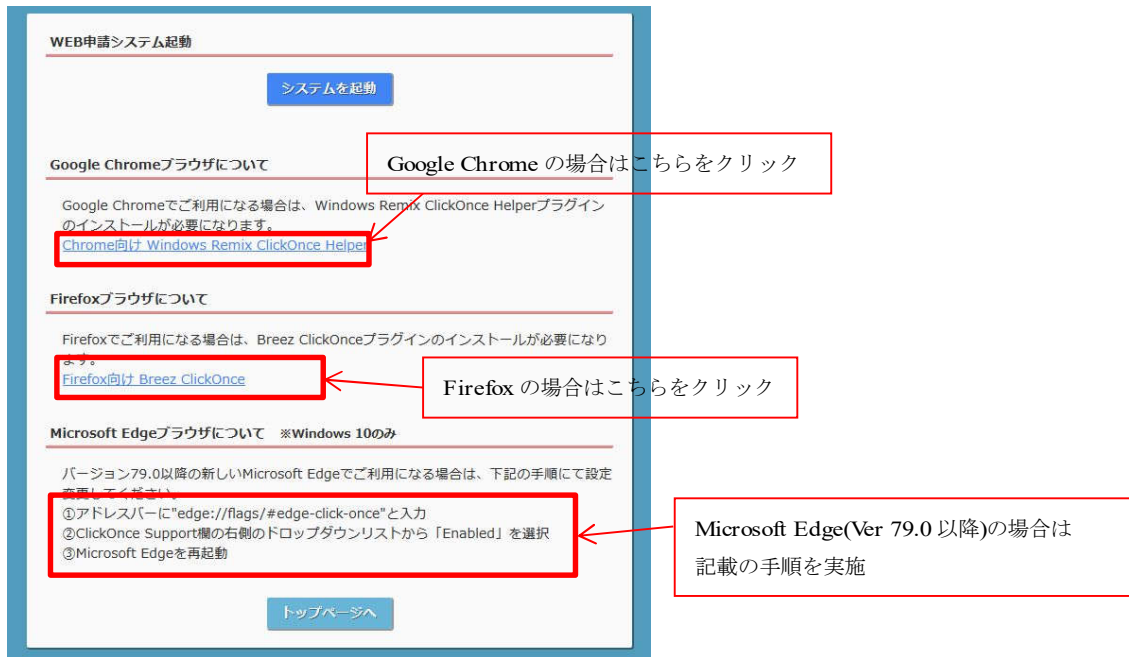 WEB申請システム起動
システムを起動
Google Chromeブラウザについて
Google Chrome の場合はこちらをクリック
Google Chromeでご利用になる場合は、Windows Remix ClickOnce Helperプラグイン
のインストールが必要になります。
Chrome向け Windows Remix ClickOnce Helper
Firefoxブラウザについて
Firefoxでご利用になる場合は、Breez ClickOnceプラグインのインストールが必要になり
ます。
Firefox向け Breez ClickOnce
Firefox の場合はこちらをクリック
Microsoft Edgeブラウザについて ※Windows 10のみ
バージョン79.0以降の新しいMicrosoft Edgeでご利用になる場合は、下記の手順にて設定
変更してください。
①アドレスバーに"edge://flags/#edge-click-once"と入力
②ClickOnce Support欄の右側のドロップダウンリストから「Enabled」を選択
③Microsoft Edgeを再起動
Microsoft Edge(Ver 79.0 以降)の場合は
記載の手順を実施
トップページへ